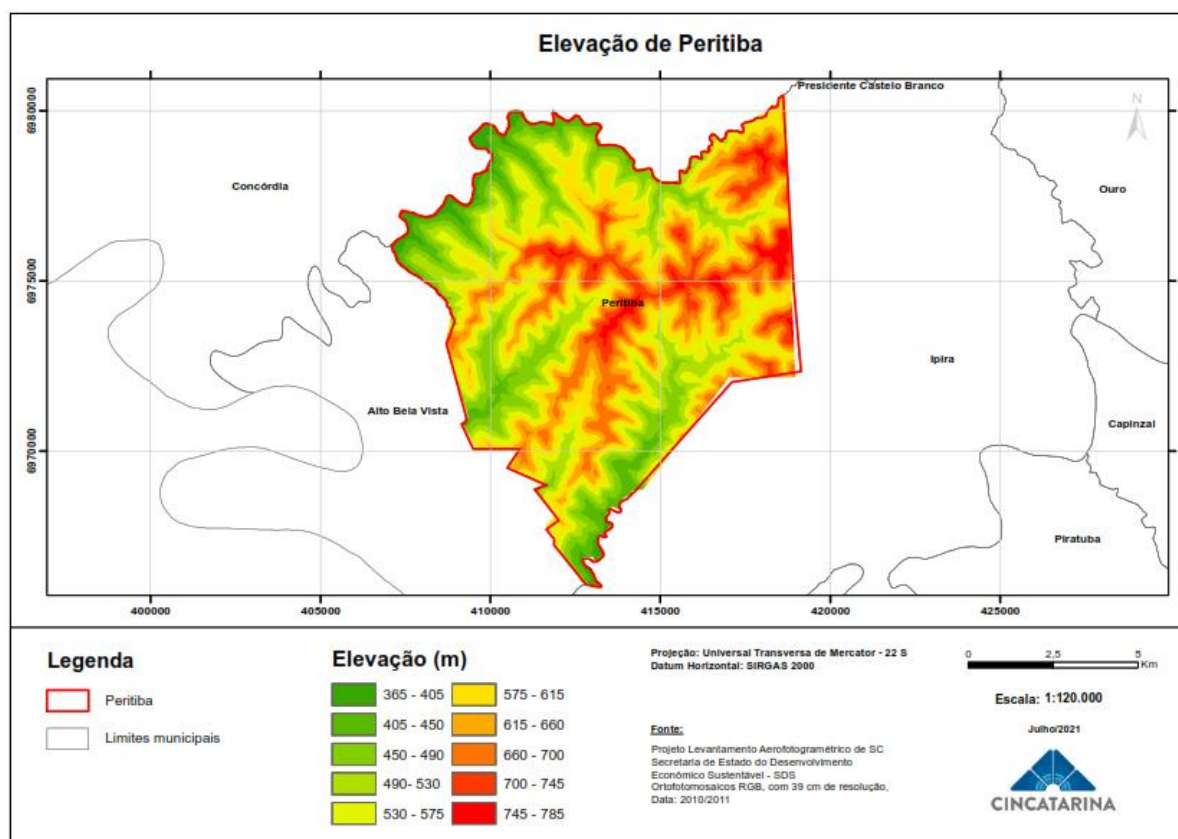 Elevação de Peritiba
Presidente Castelo Branco
N
6980000
Concórdia
Ouro
6975000
Peritiba
Ipira
Alto Bela Vista
Capinzal
6970000
Piratuba
400000 405000 410000 415000 420000 425000
Legenda
Peritiba
Limites municipais
Elevação (m)
365 - 405
405 - 450
450 - 490
490- 530
530 - 575
575 - 615
615 - 660
660 - 700
700 - 745
745 - 785
Projeção: Universal Transversa de Mercator - 22 S
Datum Horizontal: SIRGAS 2000
Fonte:
Projeto Levantamento Aerofotogramétrico de SC
Secretaria de Estado do Desenvolvimento
Econômico Sustentável - SDS
Ortofotomosaicos RGB, com 39 cm de resolução,
Data: 2010/2011
0 2,5 5
Km
Escala: 1:120.000
Julho/2021
CINCATARINA